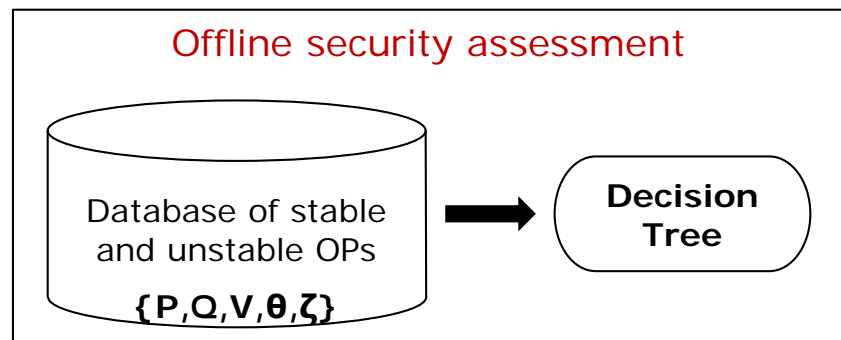 Offline security assessment
Database of stable
and unstable OPs
{P,Q,V,θ,ζ}
Decision
Tree